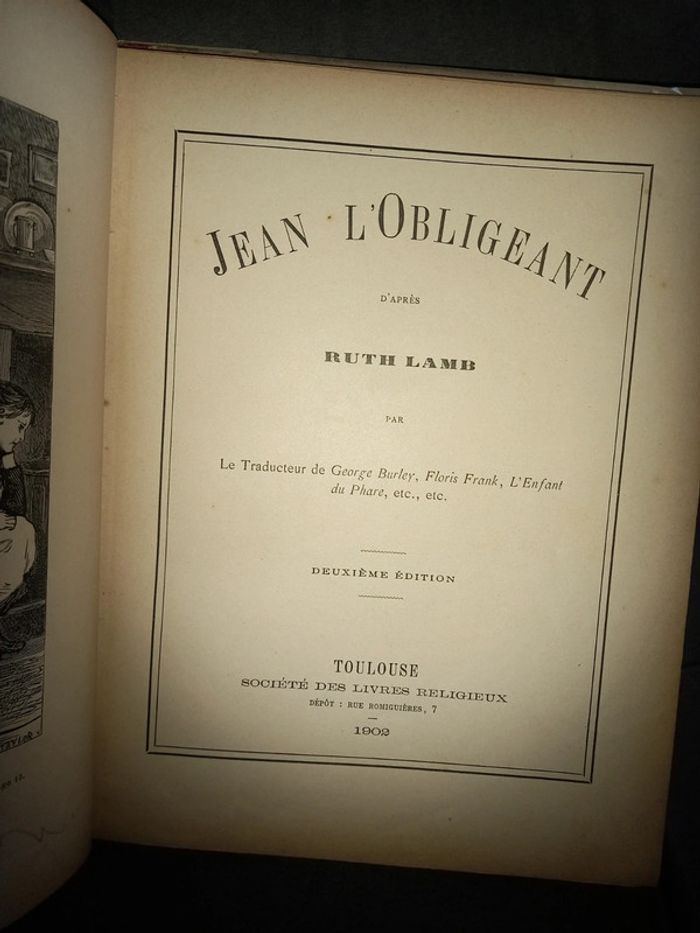 JEAN L'OBLIGEANT
D'APRÈS
RUTH LAMB
PAR
Le Traducteur de George Burley, Floris Frank, L'Enfant
du Phare, etc., etc.
DEUXIÈME ÉDITION
TOULOUSE
SOCIÉTÉ DES LIVRES RELIGIEUX
DÉPÔT : RUE ROMIGUIÈRES, 7
1902